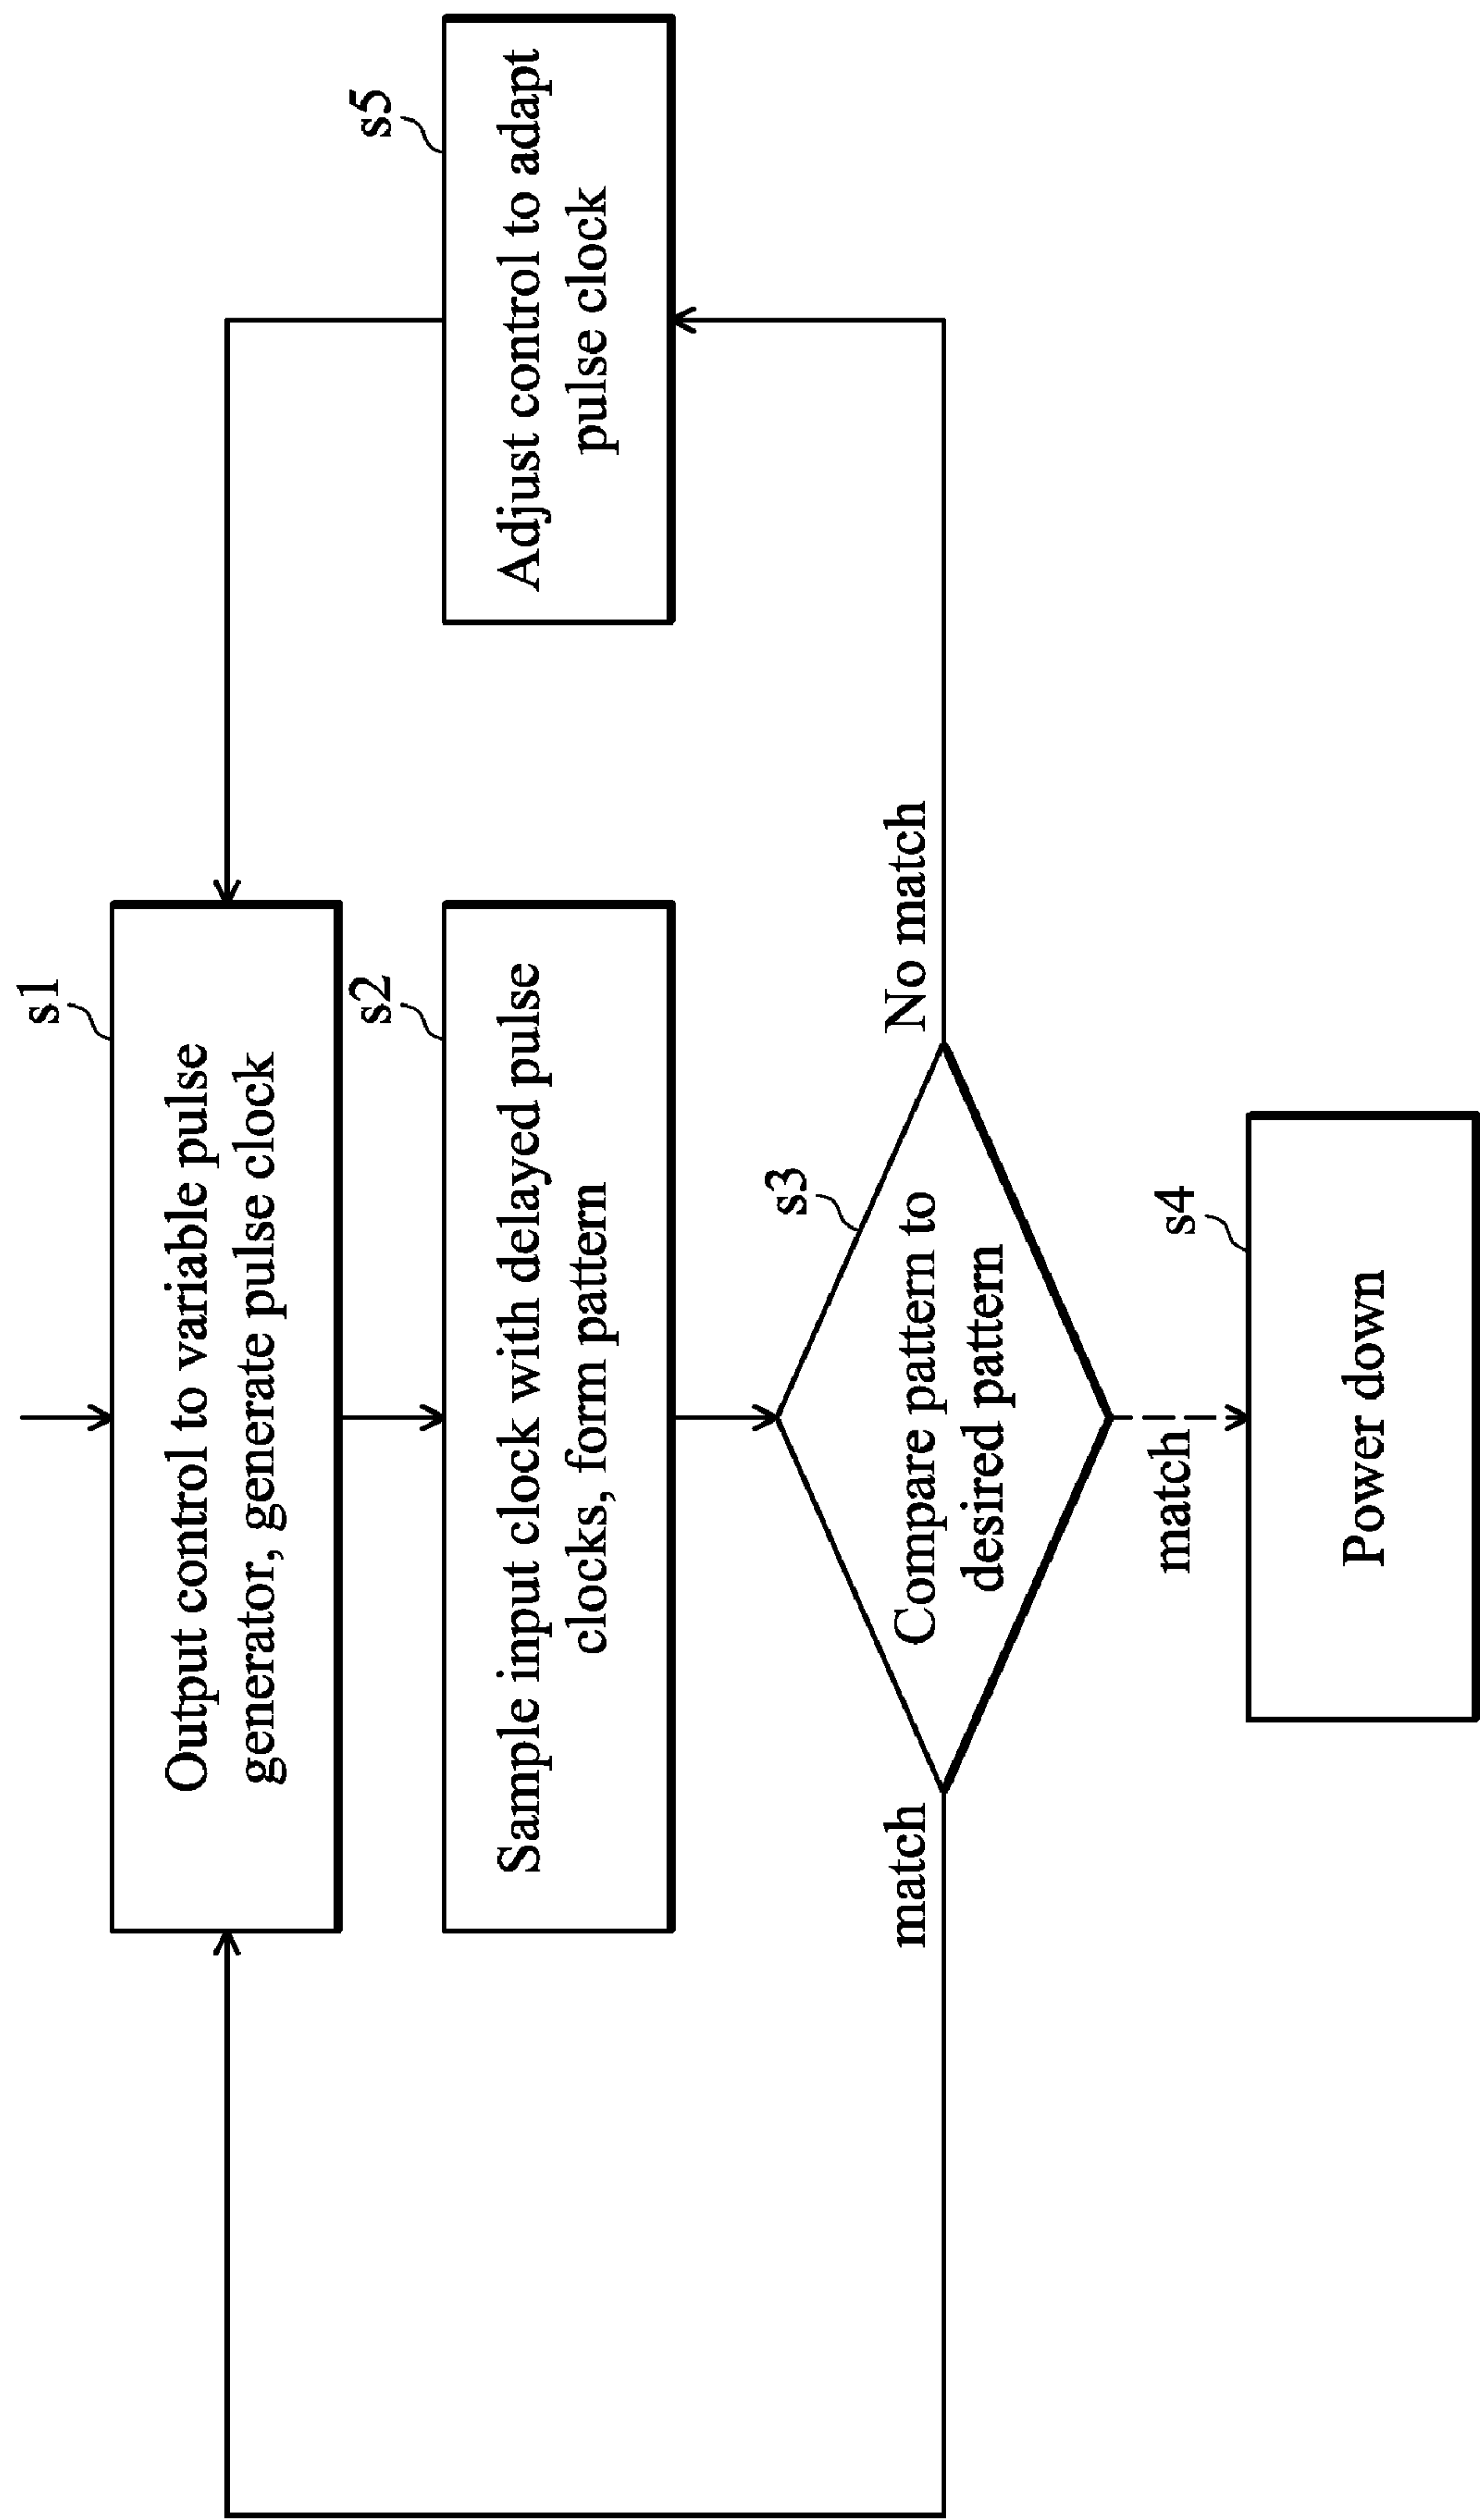 s1
Output control to variable pulse
generator, generate pulse clock
s2
Sample input clock with delayed pulse
clocks, form pattern
s5
Adjust control to adapt
pulse clock
s3
Compare pattern to
desired pattern
match
No match
match
s4
Power down